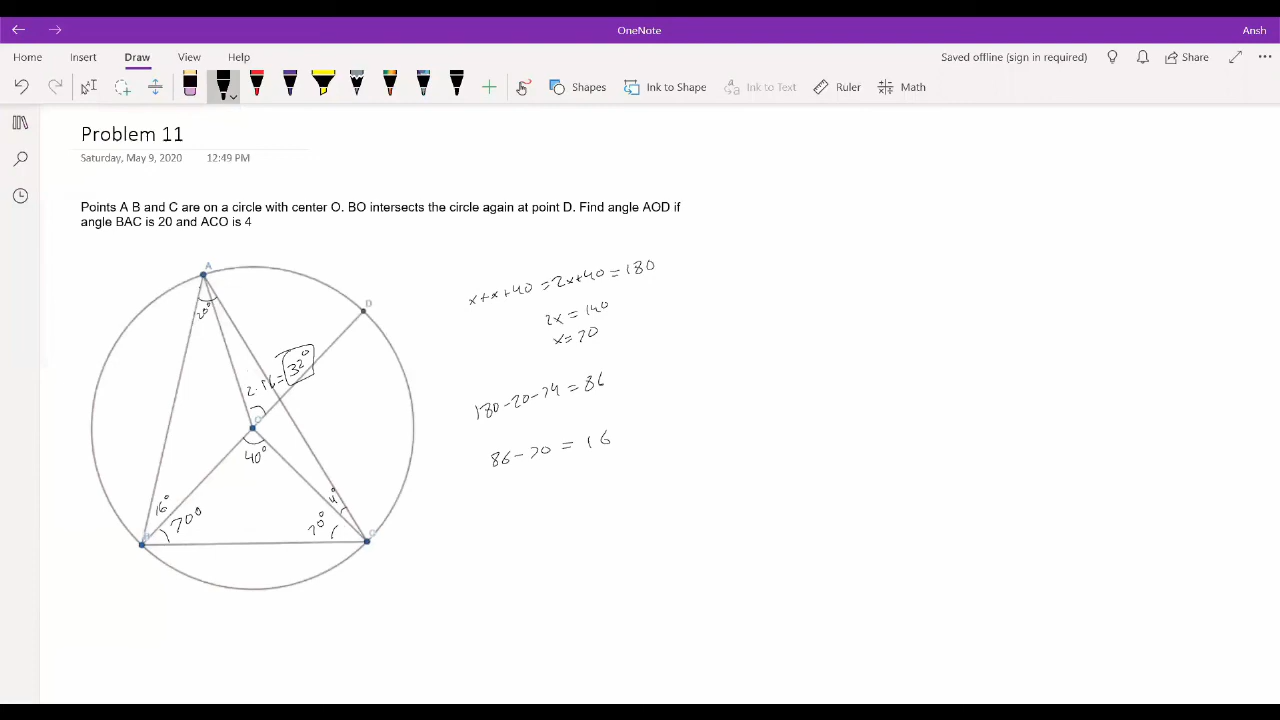 OneNote
Ansh
Home Insert Draw View Help
Saved offline (sign in required) Share
Shapes Ink to Shape Ink to Text Ruler Math
Problem 11
Saturday, May 9, 2020 12:49 PM
Points A B and C are on a circle with center O. BO intersects the circle again at point D. Find angle AOD if
angle BAC is 20 and ACO is 4
A
D
20°
2·16=32°
O
40°
16°
70°
4°
70°
B
C
x+x+40=2x+40=180
2x=140
x=70
180-20-74=86
86-70=16